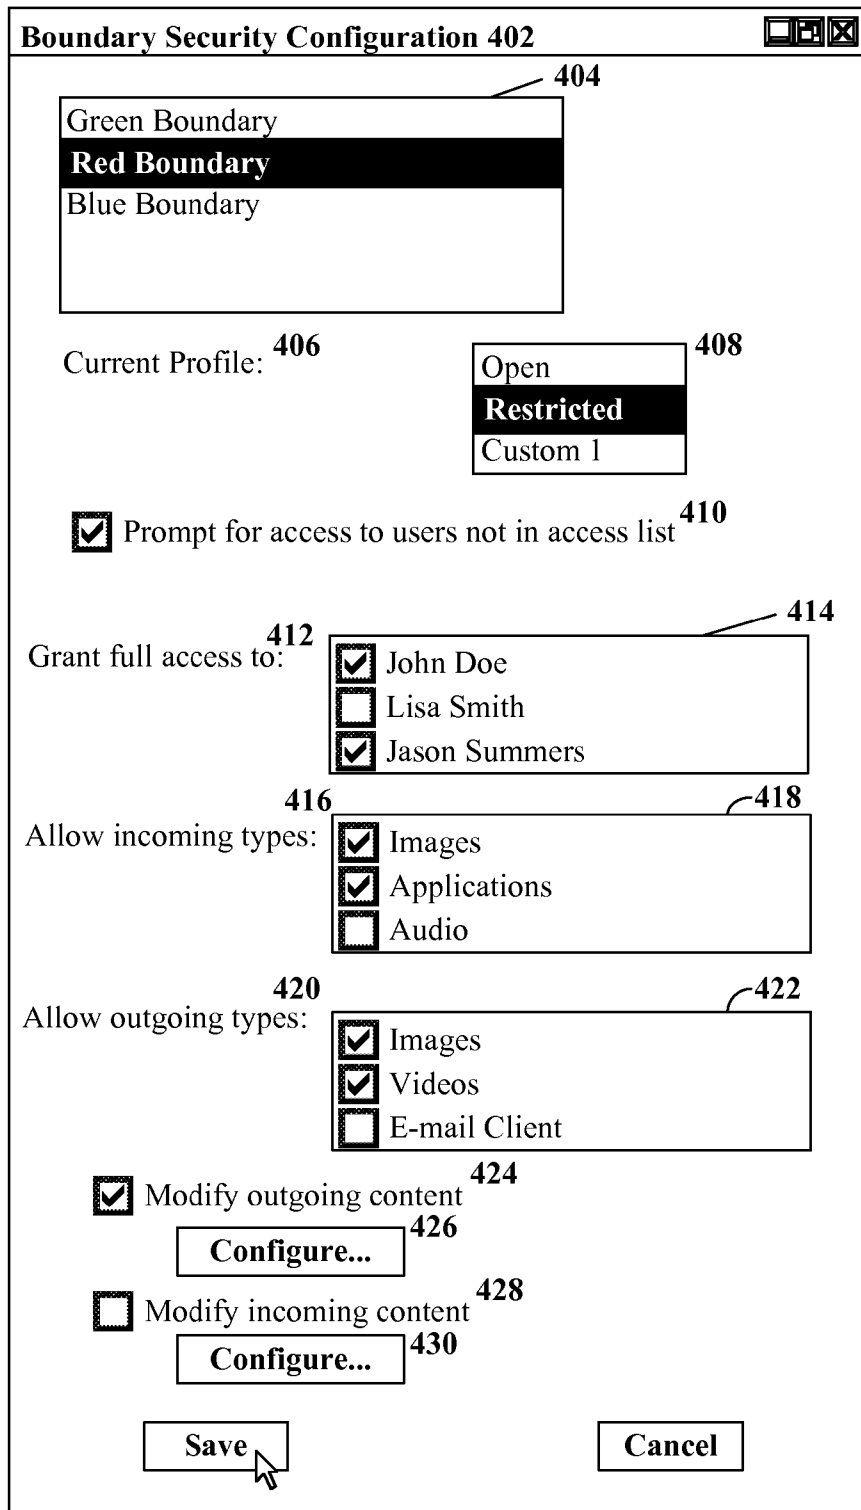 Boundary Security Configuration 402
404
Green Boundary
Red Boundary
Blue Boundary
Current Profile: 406
408
Open
Restricted
Custom 1
Prompt for access to users not in access list 410
414
Grant full access to: 412
John Doe
Lisa Smith
Jason Summers
416
418
Allow incoming types:
Images
Applications
Audio
420
422
Allow outgoing types:
Images
Videos
E-mail Client
Modify outgoing content 424
Configure... 426
Modify incoming content 428
Configure... 430
Save
Cancel